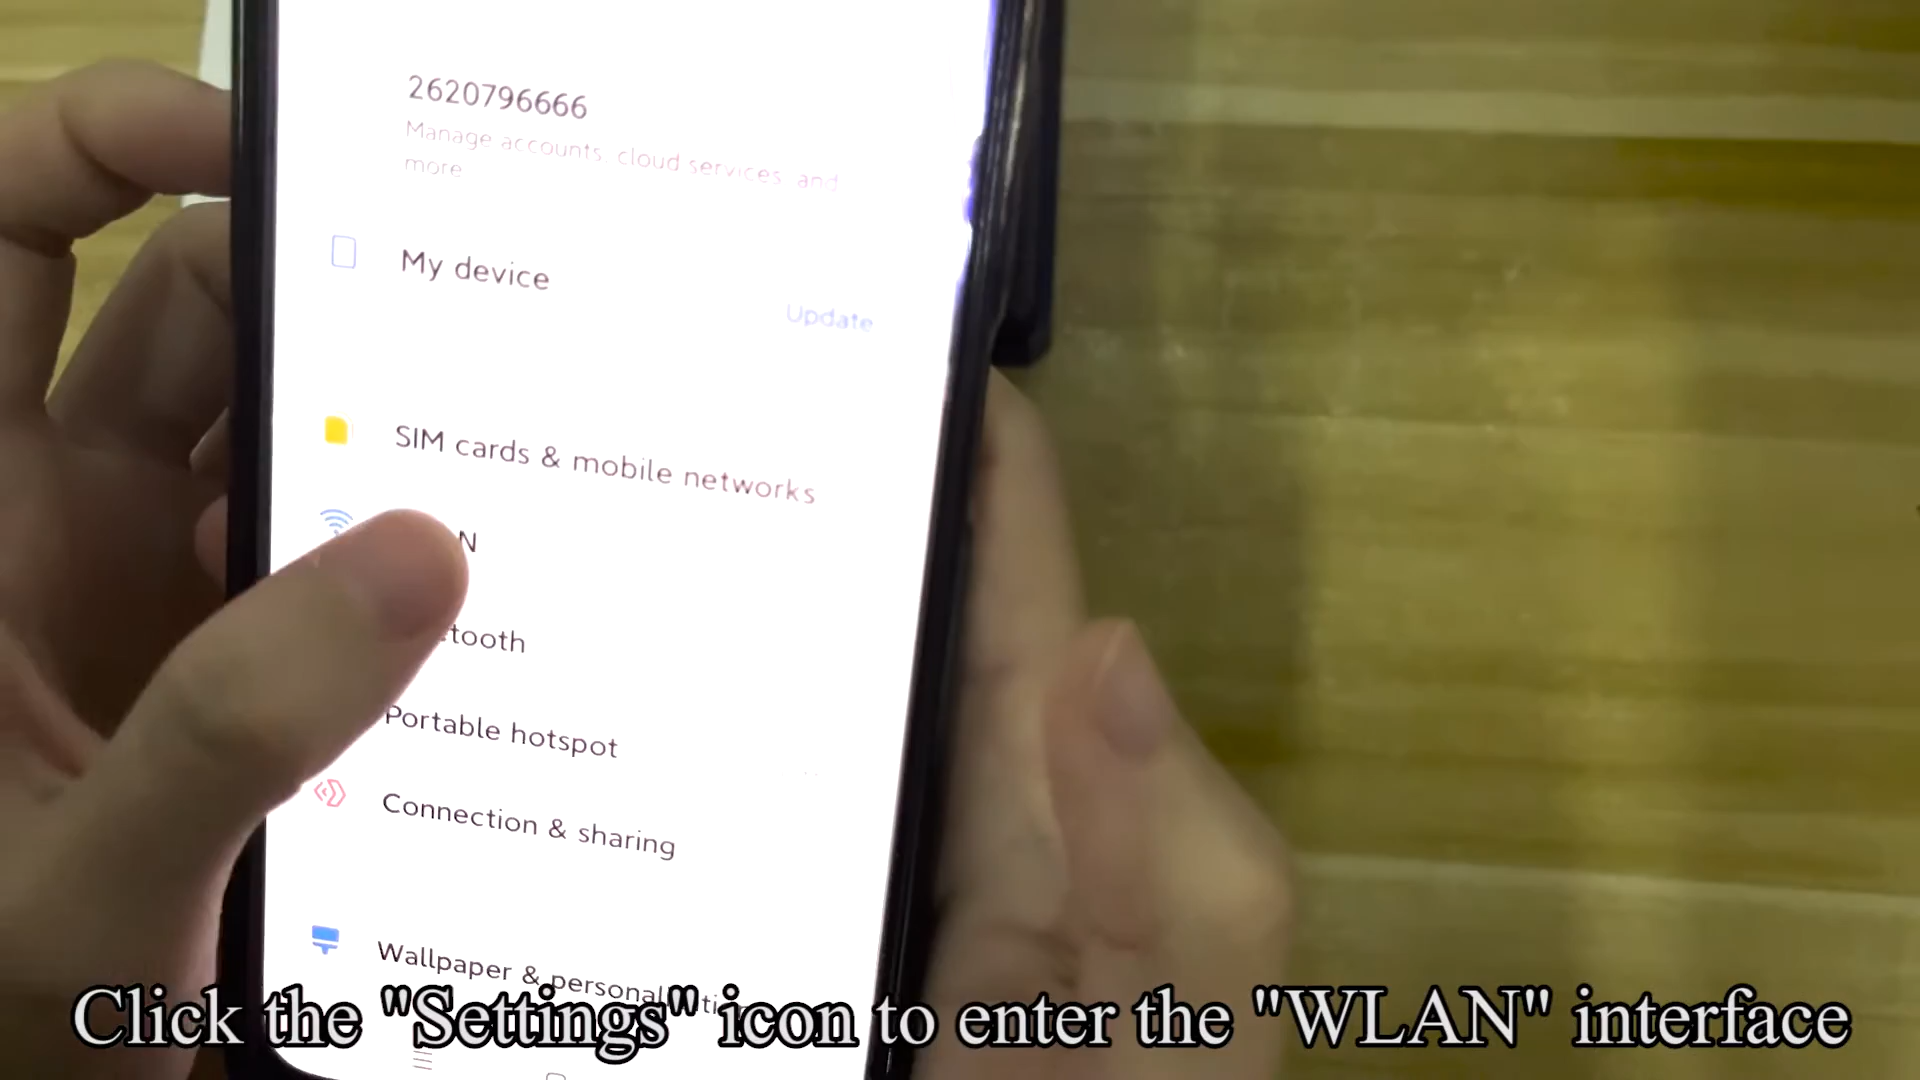 2620796666
Manage accounts, cloud services, and
more
My device
Update
SIM cards & mobile networks
N
tooth
Portable hotspot
Connection & sharing
Wallpaper & personal
Click the "Settings" icon to enter the "WLAN" interface